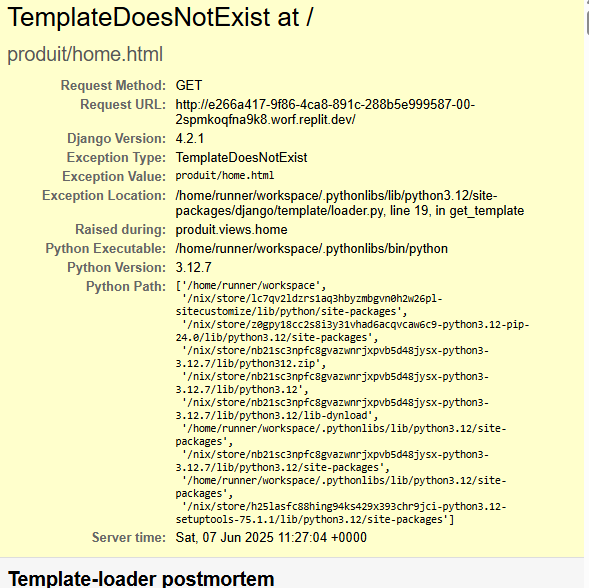 TemplateDoesNotExist at /
produit/home.html
Request Method: GET
Request URL: http://e266a417-9f86-4ca8-891c-288b5e999587-00-
2spmkoqfna9k8.worf.replit.dev/
Django Version: 4.2.1
Exception Type: TemplateDoesNotExist
Exception Value: produit/home.html
Exception Location: /home/runner/workspace/.pythonlibs/lib/python3.12/site-
packages/django/template/loader.py, line 19, in get_template
Raised during: produit.views.home
Python Executable: /home/runner/workspace/.pythonlibs/bin/python
Python Version: 3.12.7
Python Path: ['/home/runner/workspace',
'/nix/store/lc7qv2ldzrs1aq3hbyzmbgvn0h2w26pl-
sitecustomize/lib/python/site-packages',
'/nix/store/z0gpy18cc2s8i3y31vhad6acqvcaw6c9-python3.12-pip-
24.0/lib/python3.12/site-packages',
'/nix/store/nb21sc3npfc8gvazwnrjxpvb5d48jysx-python3-
3.12.7/lib/python312.zip',
'/nix/store/nb21sc3npfc8gvazwnrjxpvb5d48jysx-python3-
3.12.7/lib/python3.12',
'/nix/store/nb21sc3npfc8gvazwnrjxpvb5d48jysx-python3-
3.12.7/lib/python3.12/lib-dynload',
'/home/runner/workspace/.pythonlibs/lib/python3.12/site-
packages',
'/nix/store/nb21sc3npfc8gvazwnrjxpvb5d48jysx-python3-
3.12.7/lib/python3.12/site-packages',
'/home/runner/workspace/.pythonlibs/lib/python3.12/site-
packages',
'/nix/store/h25lasfc88hing94ks429x393chr9jci-python3.12-
setuptools-75.1.1/lib/python3.12/site-packages']
Server time: Sat, 07 Jun 2025 11:27:04 +0000
Template-loader postmortem